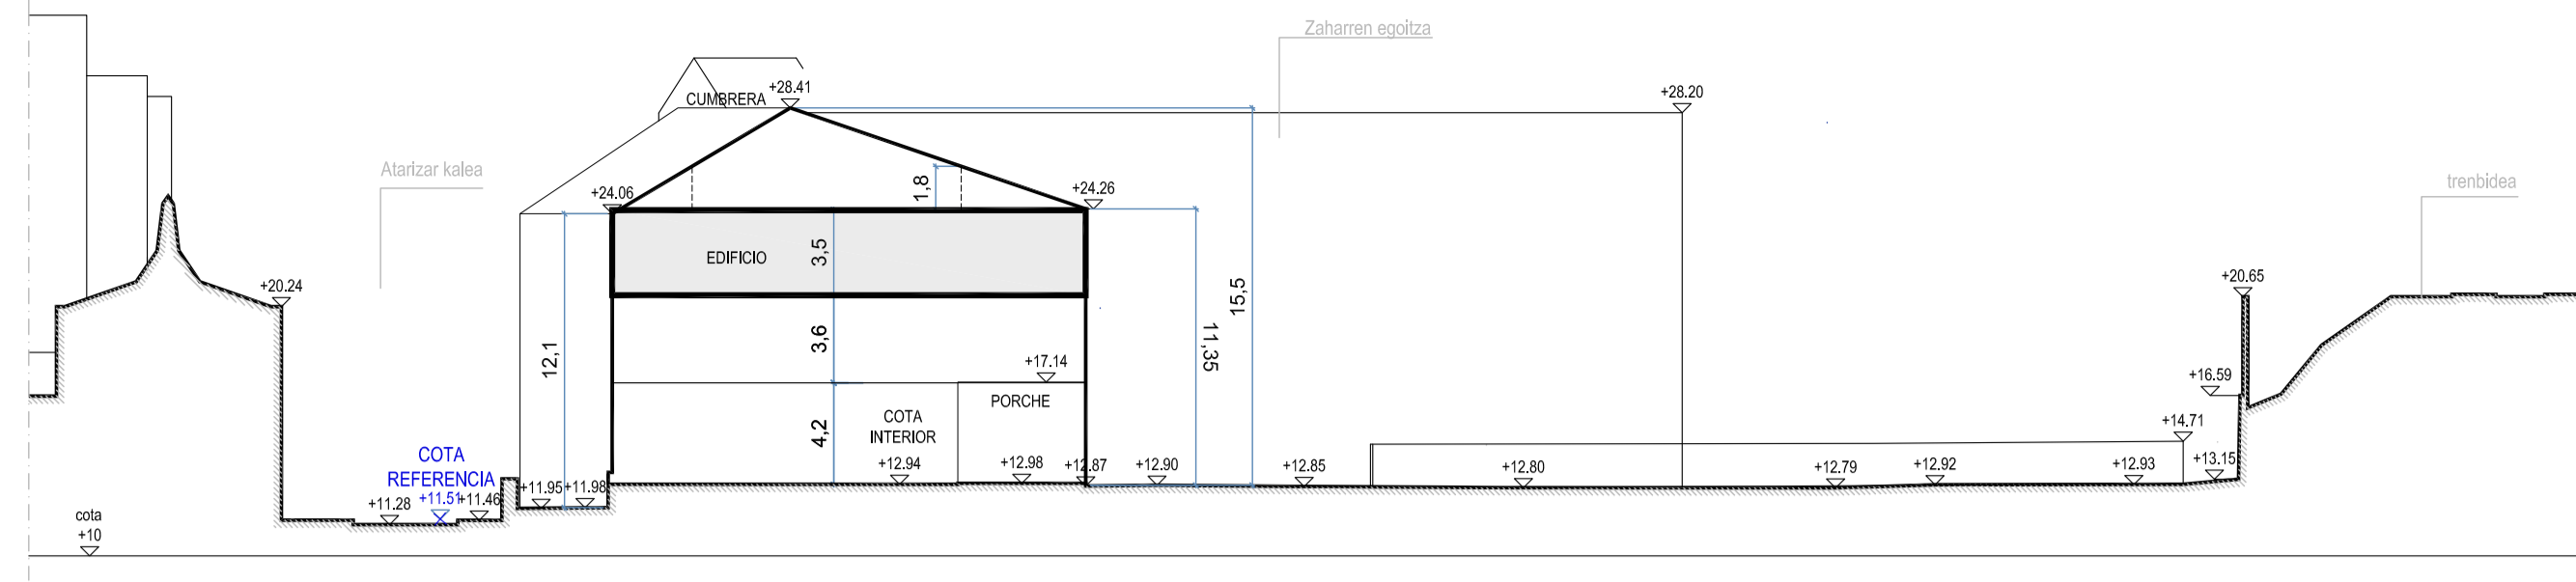 Zaharren egoitza
+28.41
CUMBRERA
+28.20
Atarizar kalea
+24.06
1,8
+24.26
trenbidea
EDIFICIO
3,5
+20.24
+20.65
15,5
12,1
3,6
11,35
+17.14
+16.59
PORCHE
COTA
INTERIOR
4,2
+14.71
COTA
REFERENCIA
+12.94
+12.98
+12.87
+12.90
+12.85
+12.80
+12.79
+12.92
+12.93
+13.15
+11.95
+11.98
+11.51
+11.46
+11.28
cota
+10